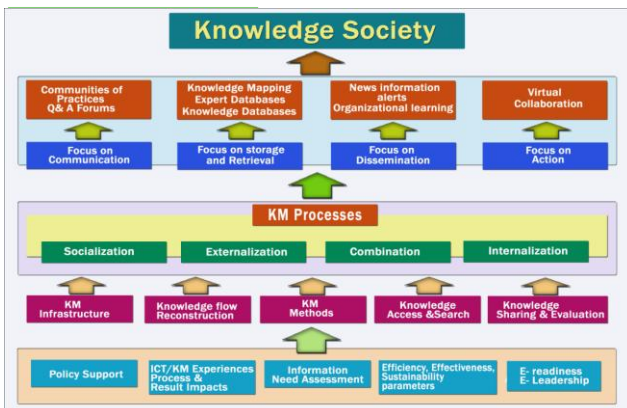 Knowledge Society
Communities of
Practices
Q& A Forums
Knowledge Mapping
Expert Databases
Knowledge Databases
News information
alerts
Organizational learning
Virtual
Collaboration
Focus on
Communication
Focus on storage
and Retrieval
Focus on
Dissemination
Focus on
Action
KM Processes
Socialization
Externalization
Combination
Internalization
KM
Infrastructure
Knowledge flow
Reconstruction
KM
Methods
Knowledge
Access &Search
Knowledge
Sharing & Evaluation
Policy Support
ICT/KM Experiences
Process &
Result Impacts
Information
Need Assessment
Efficiency, Effectiveness,
Sustainability
parameters
E- readiness
E- Leadership